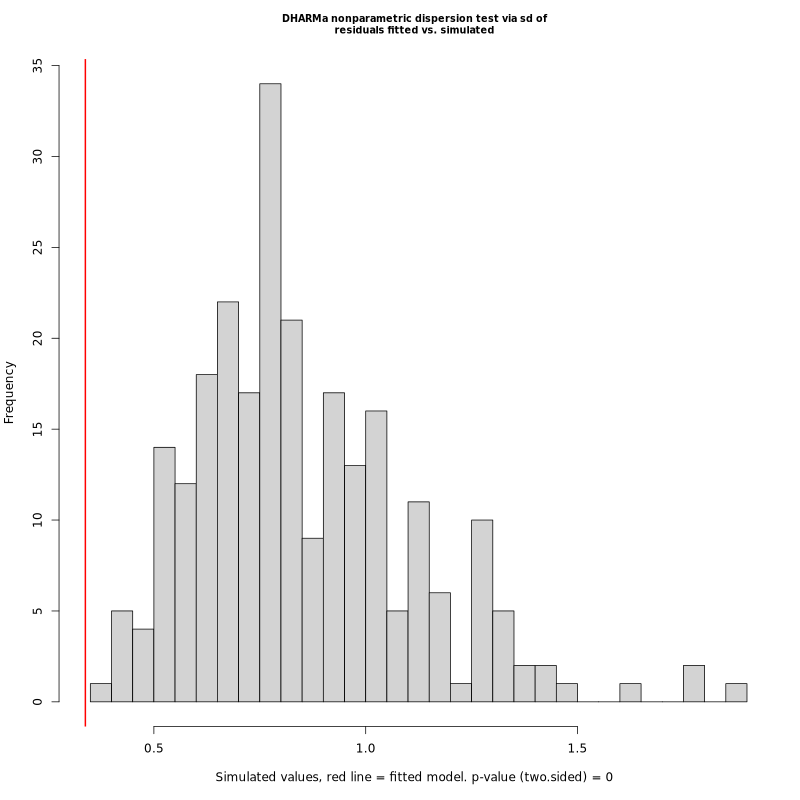 DHARMa nonparametric dispersion test via sd of
residuals fitted vs. simulated
35
30
25
20
15
10
5
0
Frequency
0.5 1.0 1.5
Simulated values, red line = fitted model. p-value (two.sided) = 0